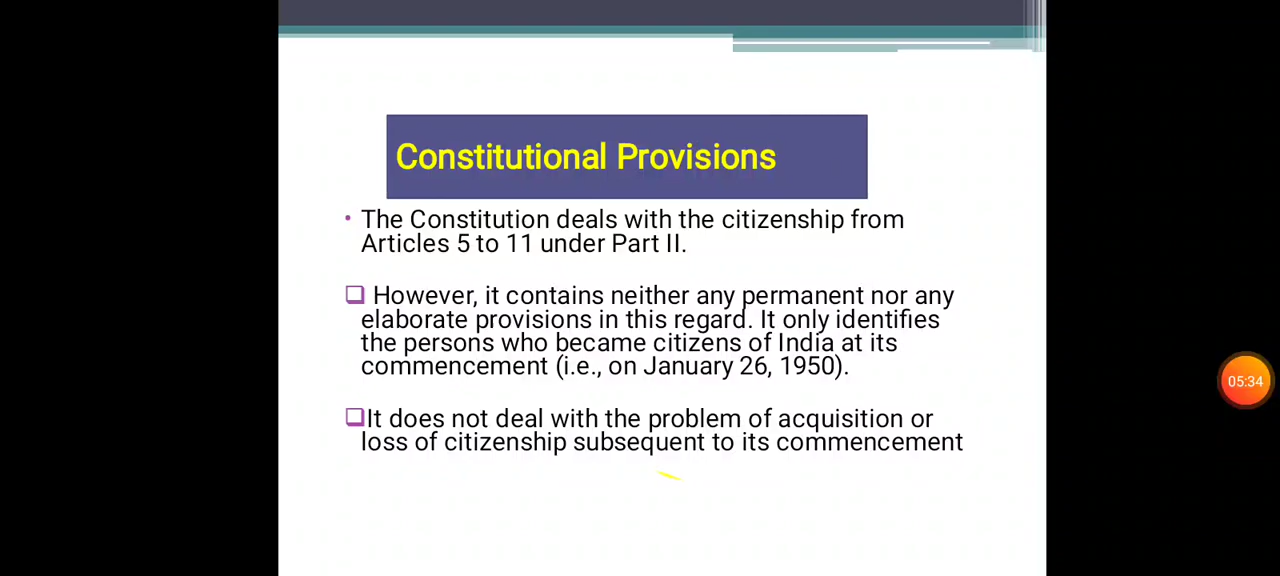 Constitutional Provisions
• The Constitution deals with the citizenship from
Articles 5 to 11 under Part II.
❑ However, it contains neither any permanent nor any
elaborate provisions in this regard. It only identifies
the persons who became citizens of India at its
commencement (i.e., on January 26, 1950).
❑It does not deal with the problem of acquisition or
loss of citizenship subsequent to its commencement
05:34